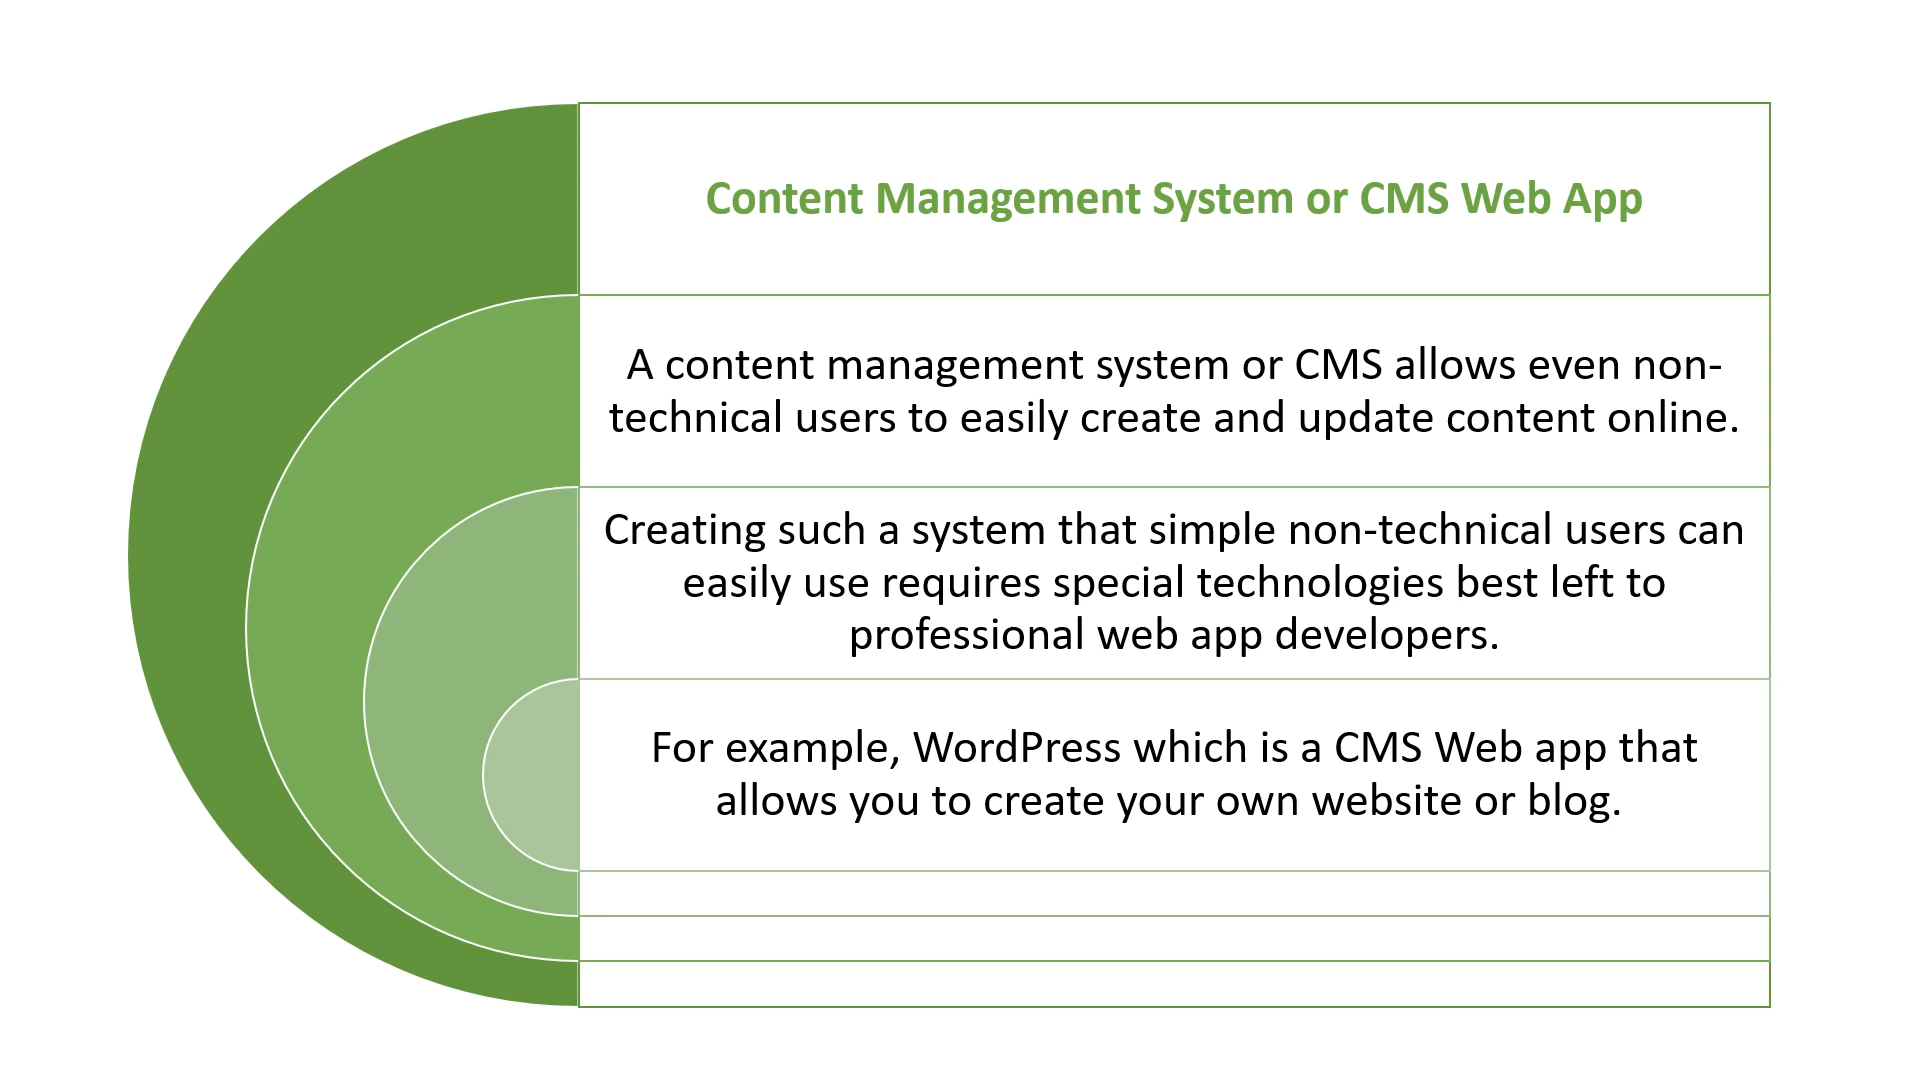 Content Management System or CMS Web App
A content management system or CMS allows even non-
technical users to easily create and update content online.
Creating such a system that simple non-technical users can
easily use requires special technologies best left to
professional web app developers.
For example, WordPress which is a CMS Web app that
allows you to create your own website or blog.